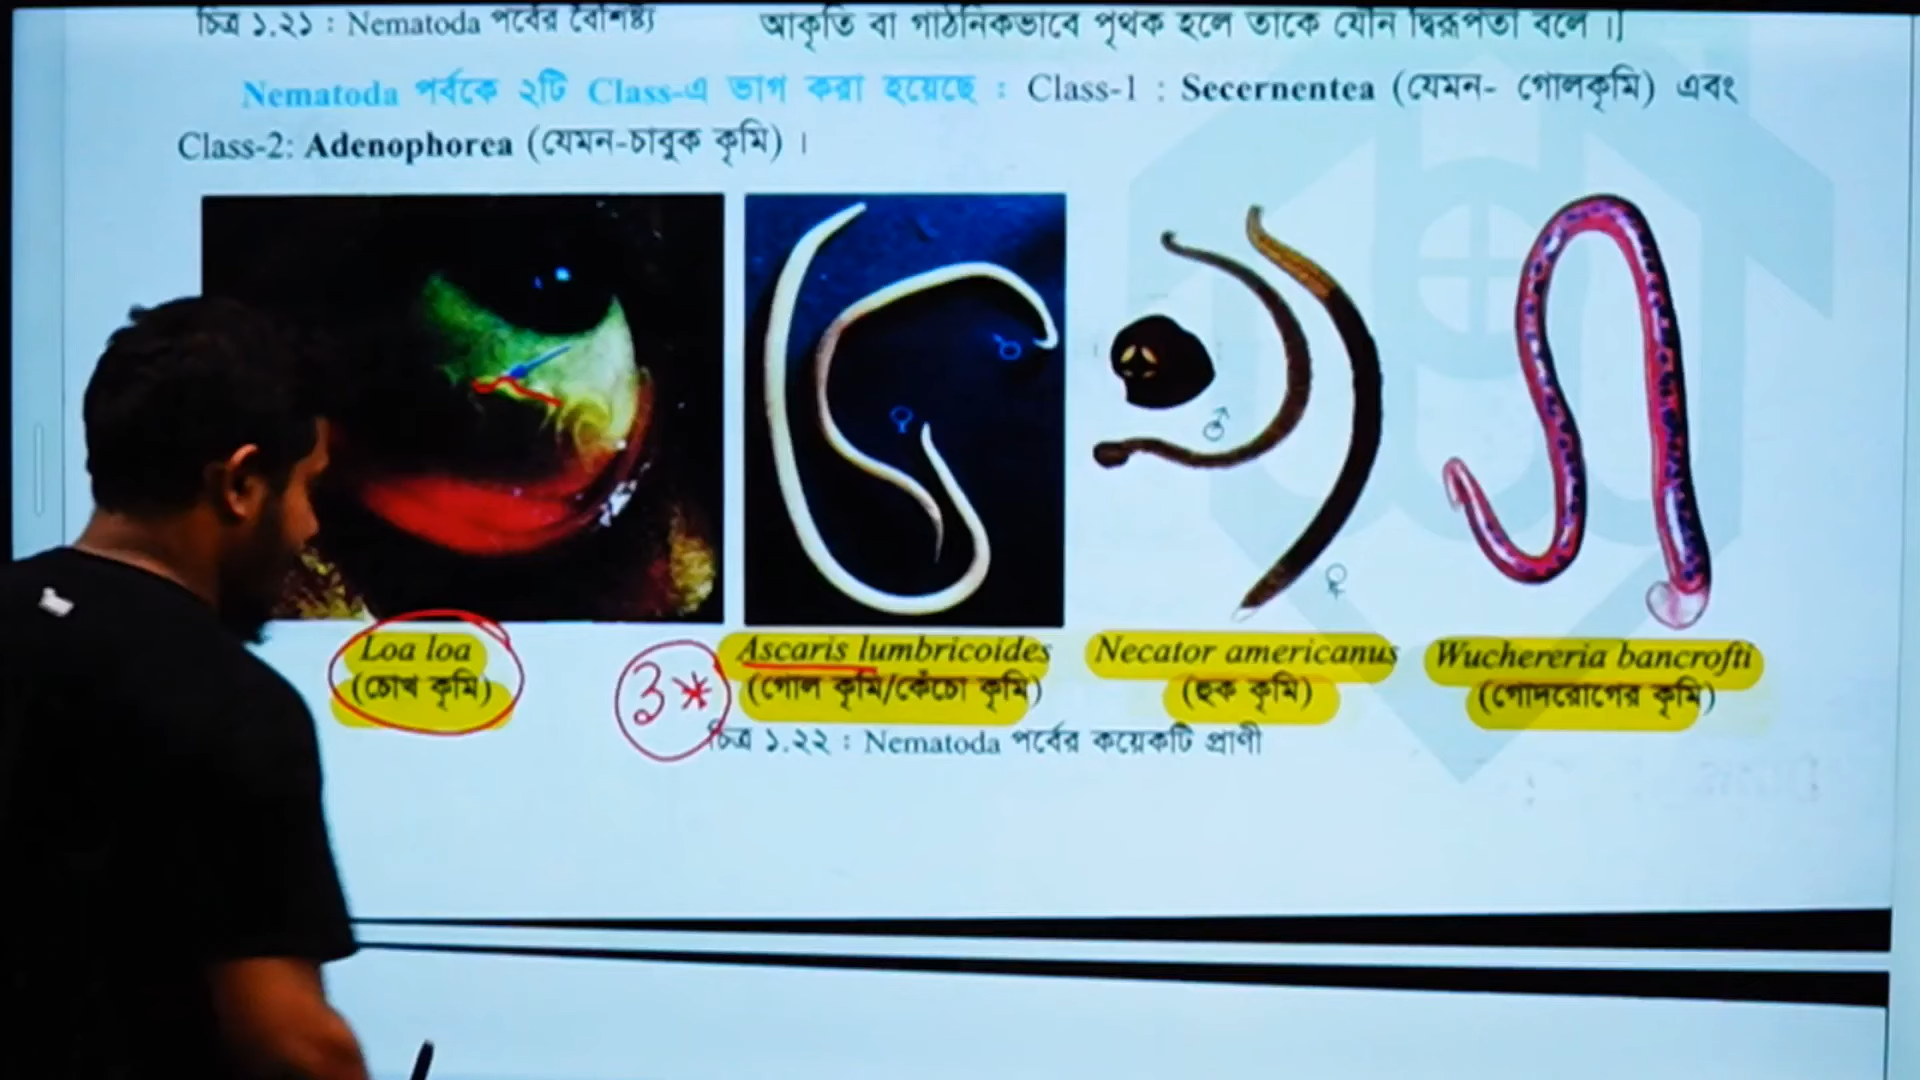 চিত্র ১.২১ : Nematoda পর্বের বৈশিষ্ট্য
আকৃতি বা গাঠনিকভাবে পৃথক হলে তাকে যৌন দ্বিরূপতা বলে ।]
Nematoda পর্বকে ২টি Class-এ ভাগ করা হয়েছে : Class-1 : Secernentea (যেমন- গোলকৃমি) এবং
Class-2: Adenophorea (যেমন-চাবুক কৃমি) ।
♂
♀
♂
♀
Loa loa
(চোখ কৃমি)
3*
Ascaris lumbricoides
(গোল কৃমি/কেঁচো কৃমি)
Necator americanus
(হুক কৃমি)
Wuchereria bancrofti
(গোদরোগের কৃমি)
চিত্র ১.২২ : Nematoda পর্বের কয়েকটি প্রাণী